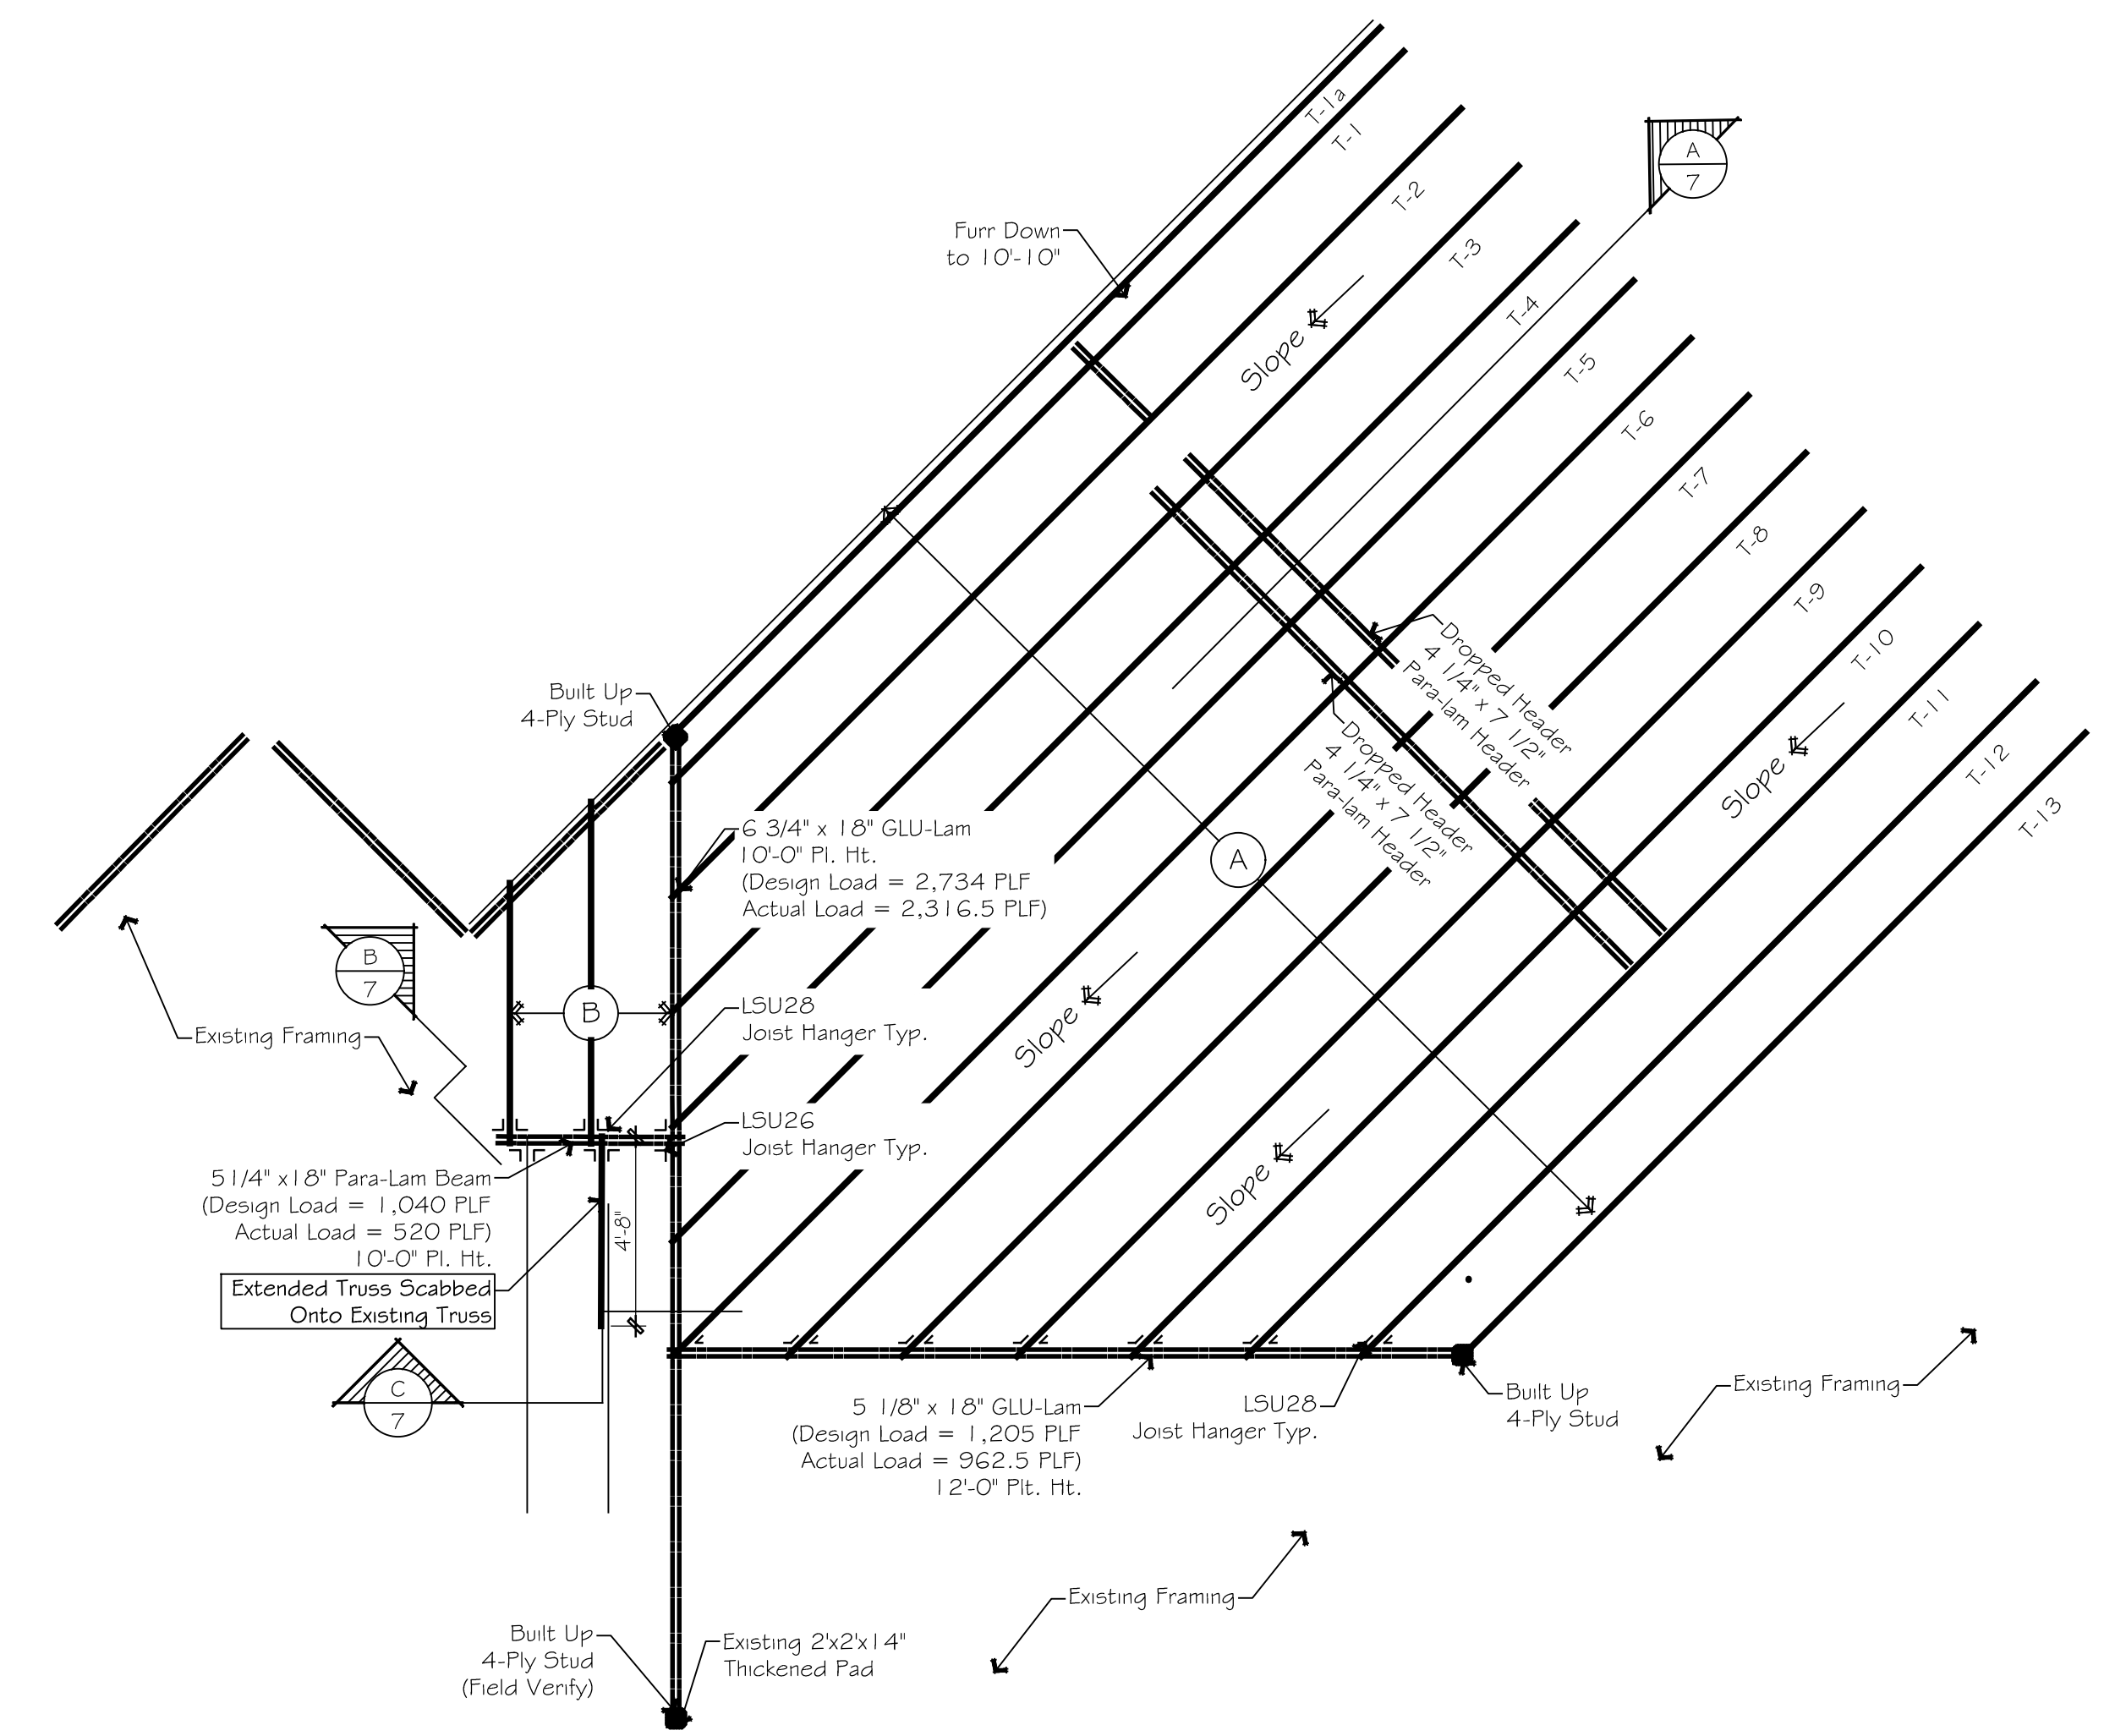 T-1a
T-1
A
7
T-2
Furr Down
to 10'-10"
T-3
T-4
Slope
T-5
T-6
T-7
T-8
T-9
Dropped Header
4 1/4" x 7 1/2"
Para-lam Header
T-10
Built Up
4-Ply Stud
T-11
Dropped Header
4 1/4" x 7 1/2"
Para-lam Header
T-12
Slope
T-13
6 3/4" x 18" GLU-Lam
10'-0" Pl. Ht.
(Design Load = 2,734 PLF
Actual Load = 2,316.5 PLF)
A
B
7
B
LSU28
Joist Hanger Typ.
Existing Framing
Slope
LSU26
Joist Hanger Typ.
51/4" x18" Para-Lam Beam
(Design Load = 1,040 PLF
Actual Load = 520 PLF)
10'-0" Pl. Ht.
4'-8"
Slope
Extended Truss Scabbed
Onto Existing Truss
C
7
5 1/8" x 18" GLU-Lam
(Design Load = 1,205 PLF
Actual Load = 962.5 PLF)
12'-0" Plt. Ht.
LSU28
Joist Hanger Typ.
Built Up
4-Ply Stud
Existing Framing
Existing Framing
Built Up
4-Ply Stud
(Field Verify)
Existing 2'x2'x14"
Thickened Pad